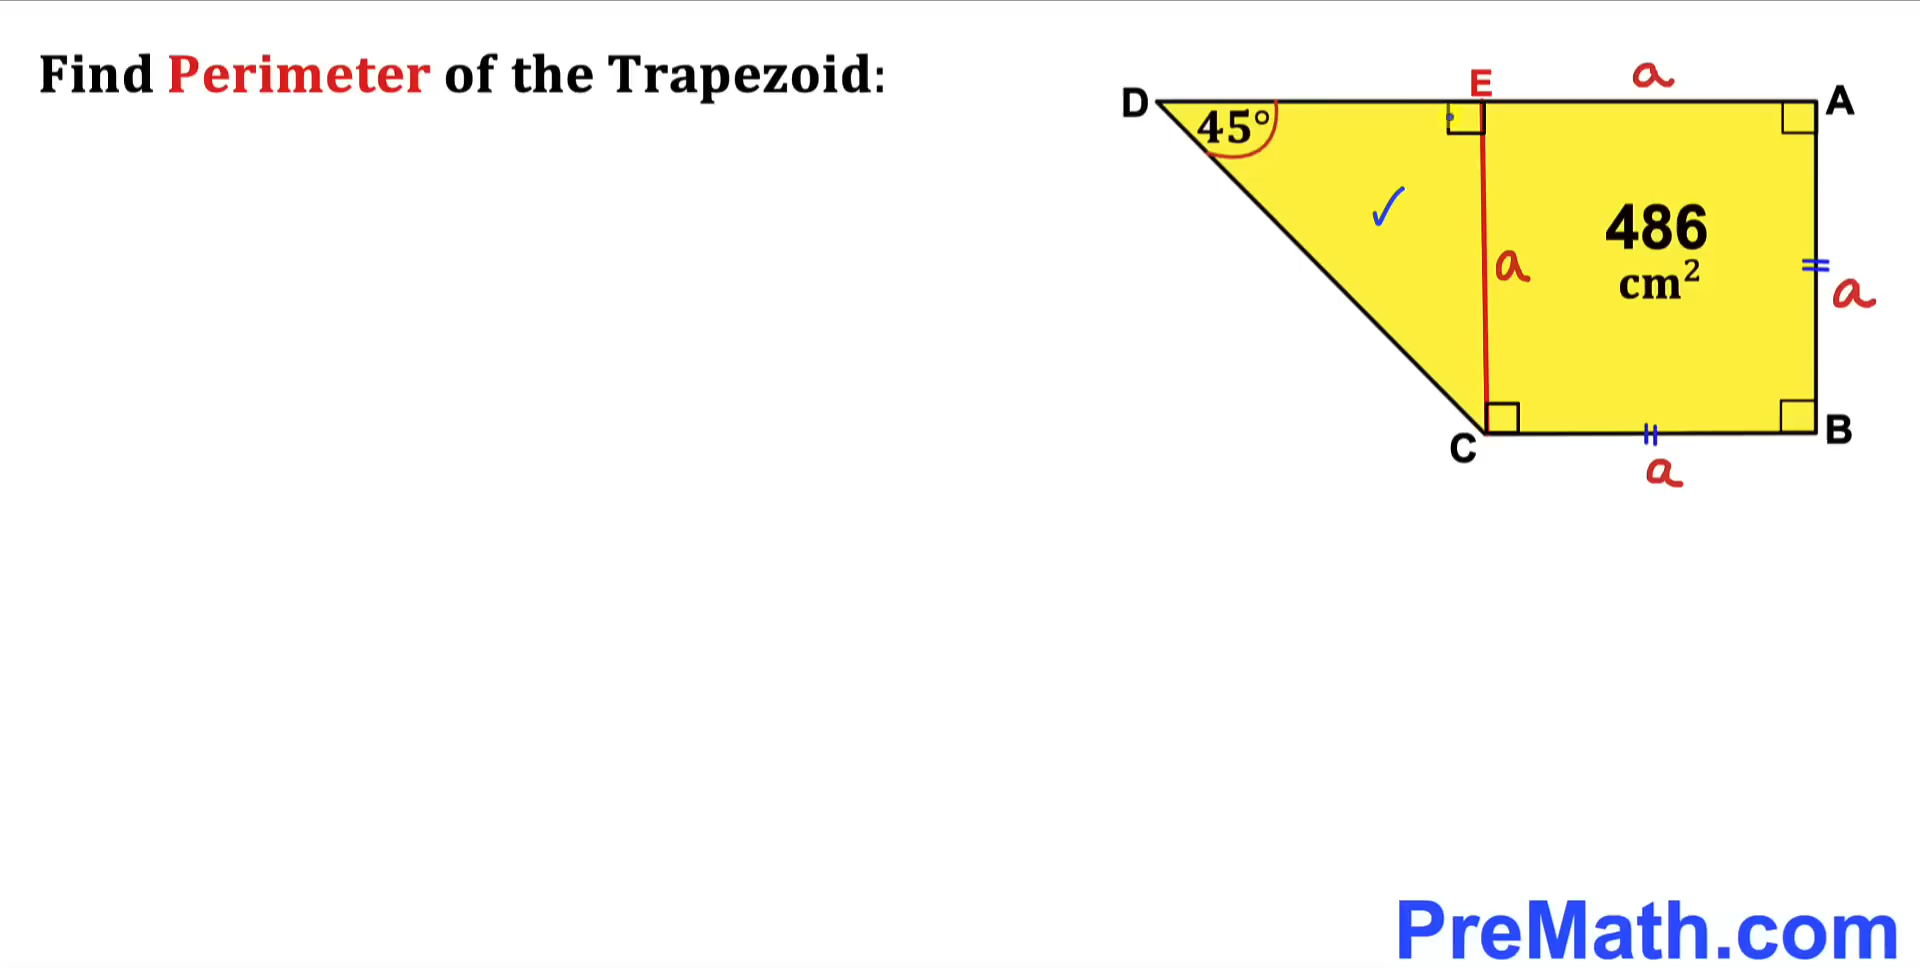 Find Perimeter of the Trapezoid:
E
a
D
A
45°
486
cm²
a
a
C
B
a
PreMath.com